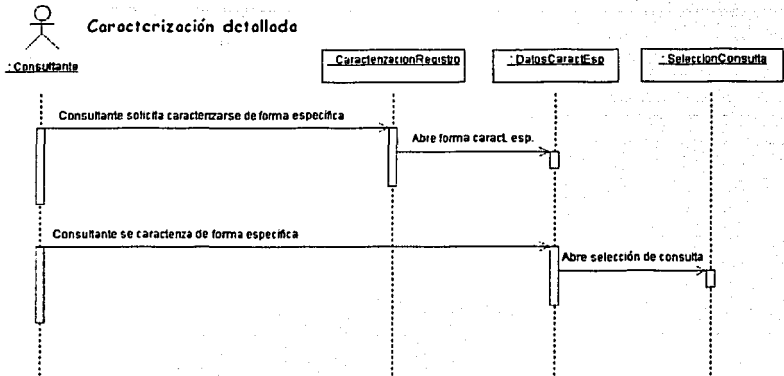 Caracterización detallada
: Consultante
: CaracterizacionRegistro
: DatosCaractEsp
: SeleccionConsulta
Consultante solicita caracterizarse de forma especifica
Abre forma caract. esp.
Consultante se caracteriza de forma especifica
Abre selección de consulta